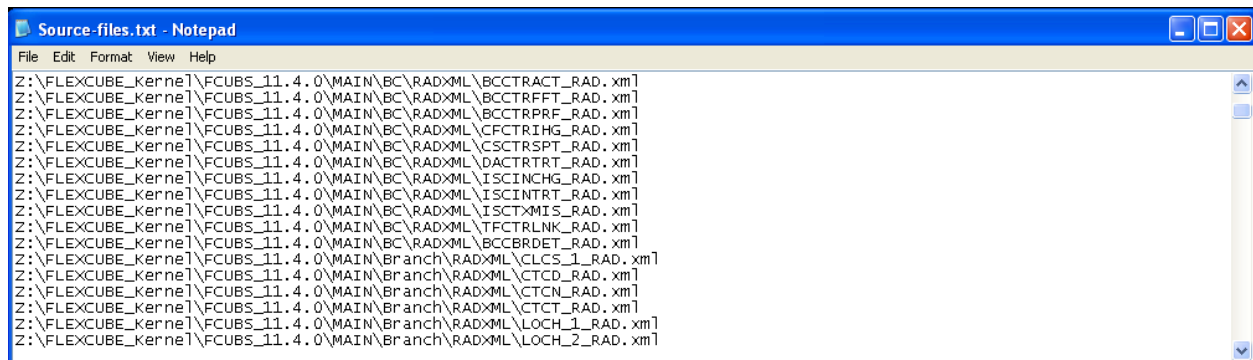 Source-files.txt - Notepad
File Edit Format View Help
Z:\FLEXCUBE_Kernel\FCUBS_11.4.0\MAIN\BC\RADXML\BCCTRACT_RAD.xml
Z:\FLEXCUBE_Kernel\FCUBS_11.4.0\MAIN\BC\RADXML\BCCTRFFT_RAD.xml
Z:\FLEXCUBE_Kernel\FCUBS_11.4.0\MAIN\BC\RADXML\BCCTRPRF_RAD.xml
Z:\FLEXCUBE_Kernel\FCUBS_11.4.0\MAIN\BC\RADXML\CFCTRIHG_RAD.xml
Z:\FLEXCUBE_Kernel\FCUBS_11.4.0\MAIN\BC\RADXML\CSCTRSPT_RAD.xml
Z:\FLEXCUBE_Kernel\FCUBS_11.4.0\MAIN\BC\RADXML\DACTRTRT_RAD.xml
Z:\FLEXCUBE_Kernel\FCUBS_11.4.0\MAIN\BC\RADXML\ISCINCHG_RAD.xml
Z:\FLEXCUBE_Kernel\FCUBS_11.4.0\MAIN\BC\RADXML\ISCINTRT_RAD.xml
Z:\FLEXCUBE_Kernel\FCUBS_11.4.0\MAIN\BC\RADXML\ISCTXMIS_RAD.xml
Z:\FLEXCUBE_Kernel\FCUBS_11.4.0\MAIN\BC\RADXML\TFCTRLNK_RAD.xml
Z:\FLEXCUBE_Kernel\FCUBS_11.4.0\MAIN\BC\RADXML\BCCBRDET_RAD.xml
Z:\FLEXCUBE_Kernel\FCUBS_11.4.0\MAIN\Branch\RADXML\CLCS_1_RAD.xml
Z:\FLEXCUBE_Kernel\FCUBS_11.4.0\MAIN\Branch\RADXML\CTCD_RAD.xml
Z:\FLEXCUBE_Kernel\FCUBS_11.4.0\MAIN\Branch\RADXML\CTCN_RAD.xml
Z:\FLEXCUBE_Kernel\FCUBS_11.4.0\MAIN\Branch\RADXML\CTCT_RAD.xml
Z:\FLEXCUBE_Kernel\FCUBS_11.4.0\MAIN\Branch\RADXML\LOCH_1_RAD.xml
Z:\FLEXCUBE_Kernel\FCUBS_11.4.0\MAIN\Branch\RADXML\LOCH_2_RAD.xml